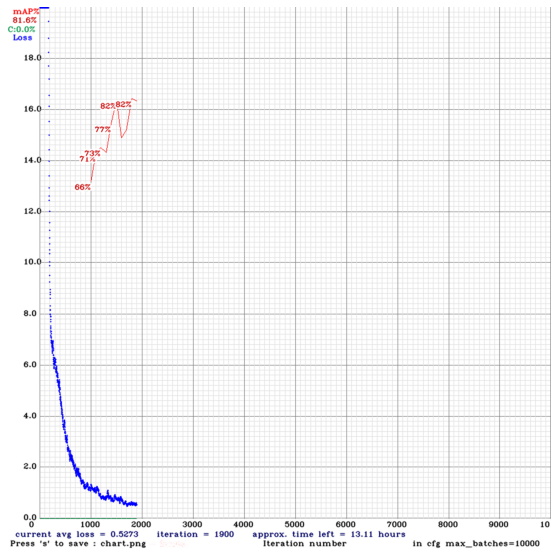 mAP%
81.6%
C:0.0%
Loss
18.0
16.0
82%
82%
77%
14.0
73%
71%
66%
12.0
10.0
8.0
6.0
4.0
2.0
0.0
0 1000 2000 3000 4000 5000 6000 7000 8000 9000 10
current avg loss = 0.5273 iteration = 1900 approx. time left = 13.11 hours
Press 's' to save : chart.png Iteration number in cfg max_batches=10000